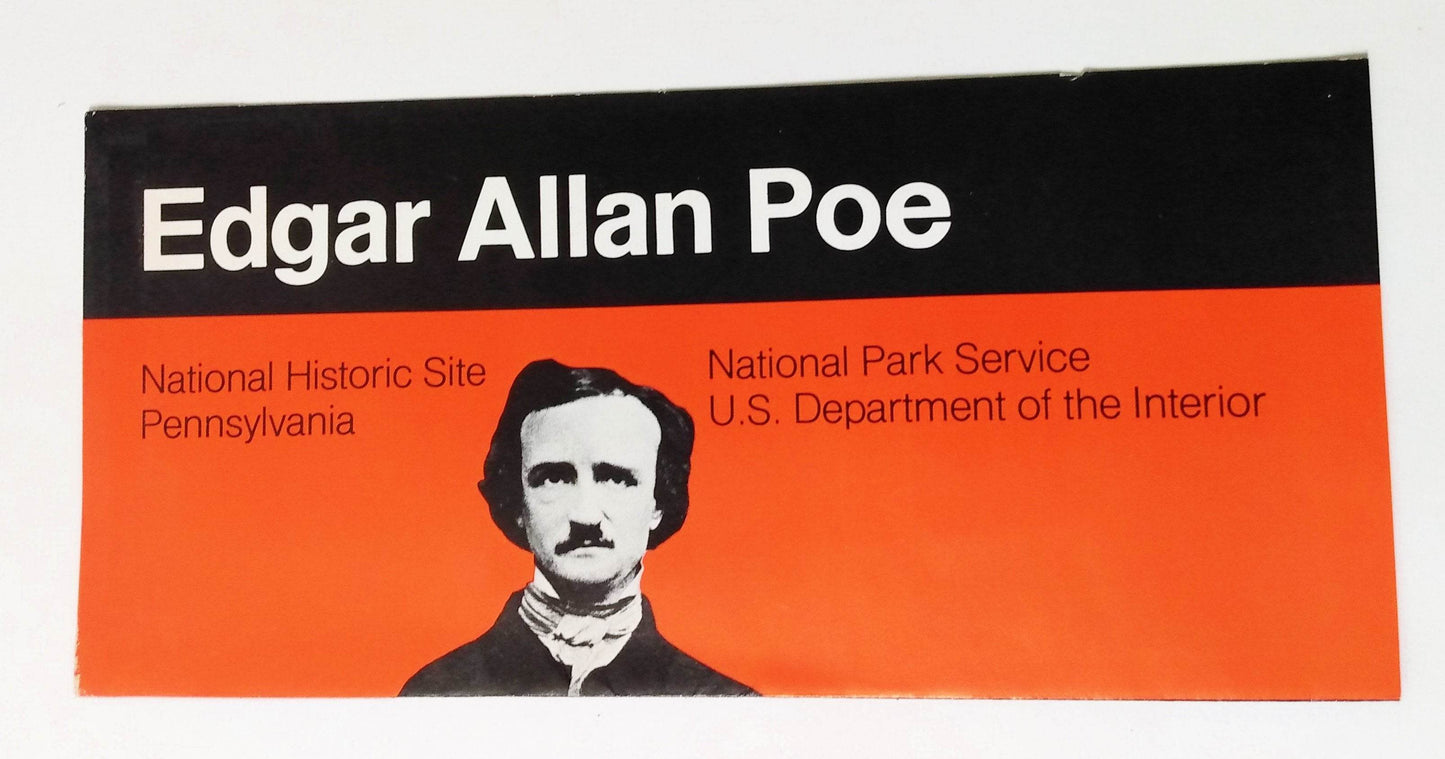 Edgar Allan Poe
National Historic Site
Pennsylvania
National Park Service
U.S. Department of the Interior